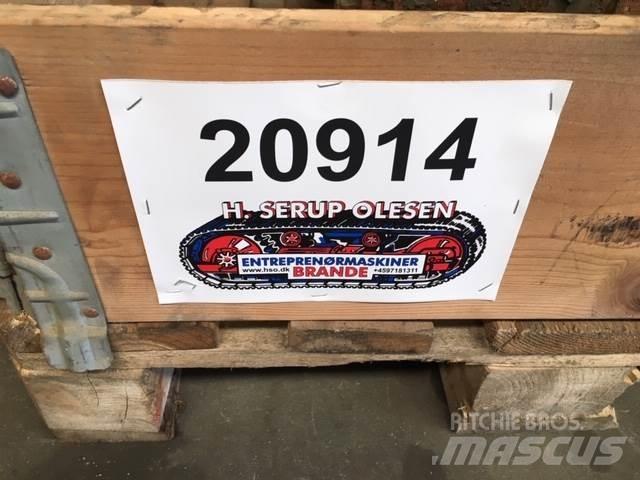 20914
H. SERUP OLESEN
ENTREPRENØRMASKINER
www.hso.dk BRANDE +4597181311
RITCHIE BROS.
MASCUS